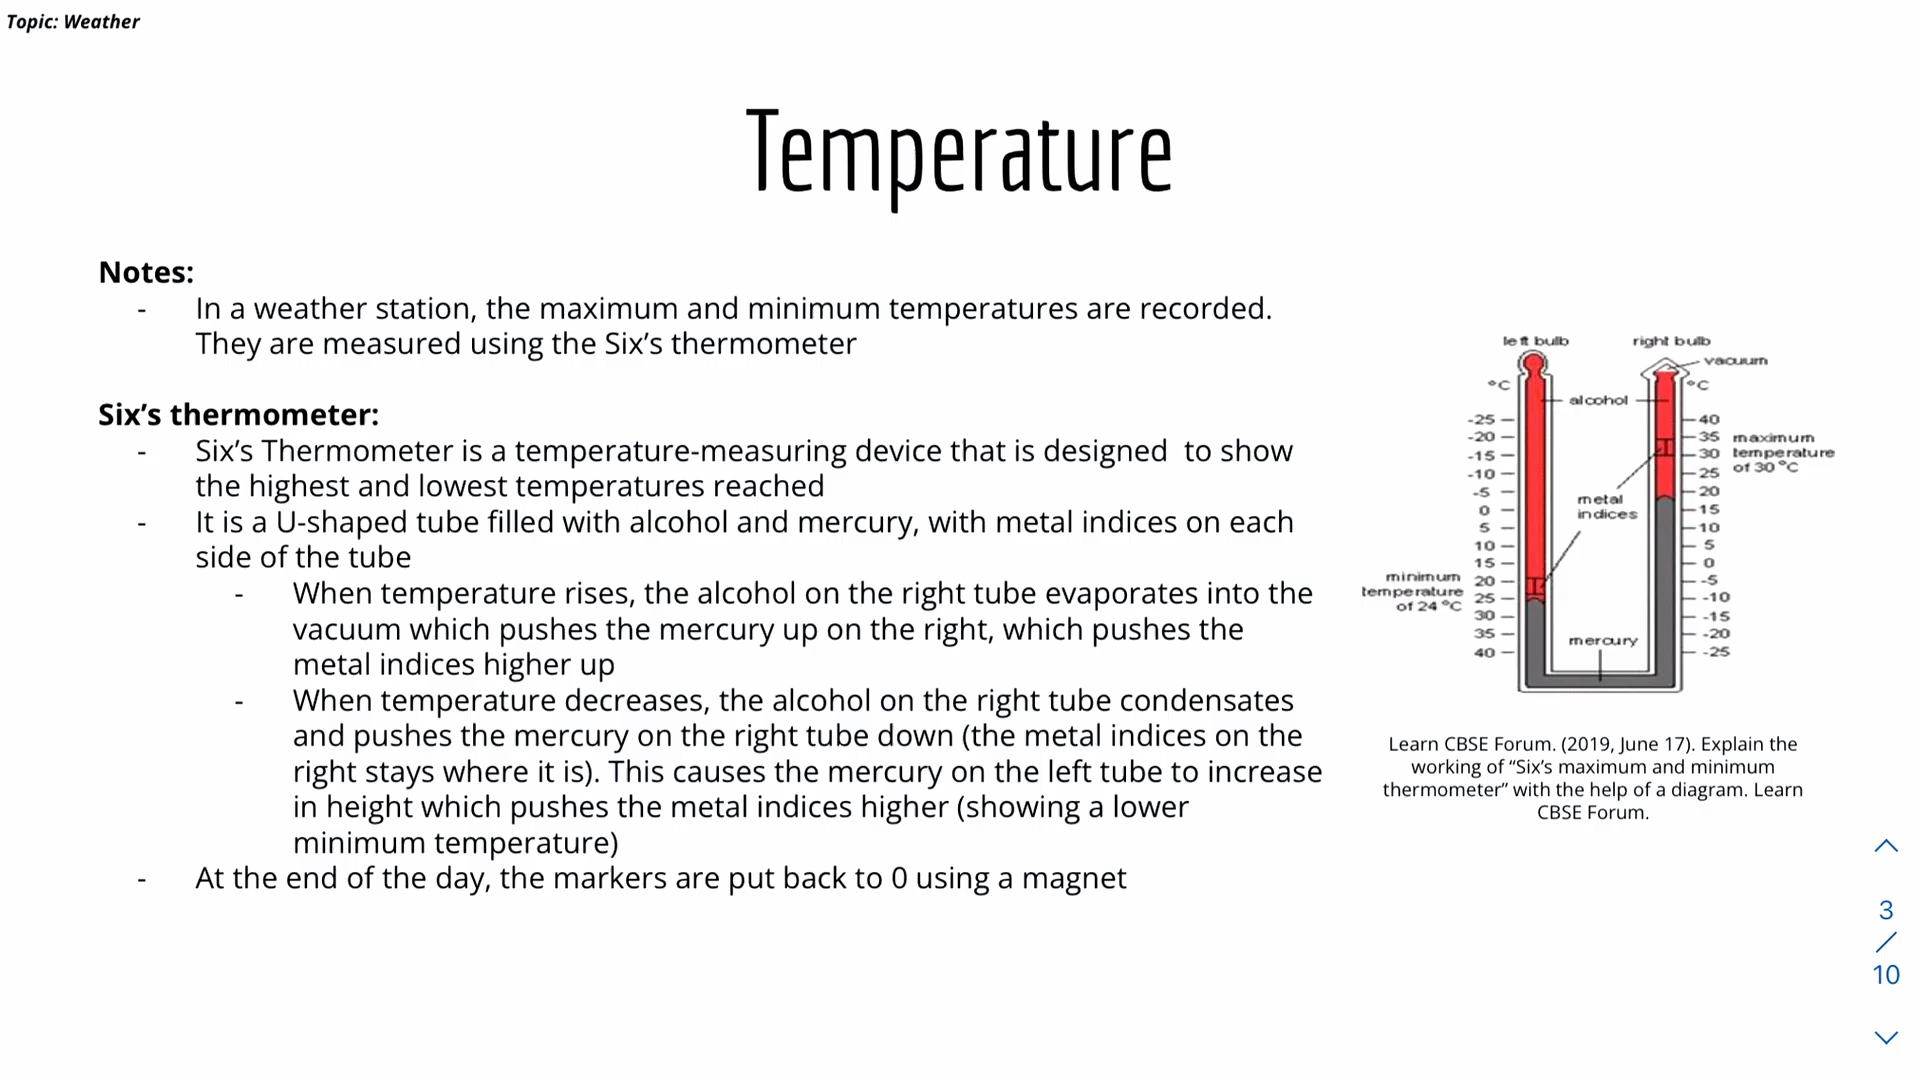 Topic: Weather
Temperature
Notes:
- In a weather station, the maximum and minimum temperatures are recorded.
They are measured using the Six’s thermometer
Six’s thermometer:
- Six’s Thermometer is a temperature-measuring device that is designed  to show
the highest and lowest temperatures reached
- It is a U-shaped tube filled with alcohol and mercury, with metal indices on each
side of the tube
- When temperature rises, the alcohol on the right tube evaporates into the
vacuum which pushes the mercury up on the right, which pushes the
metal indices higher up
- When temperature decreases, the alcohol on the right tube condensates
and pushes the mercury on the right tube down (the metal indices on the
right stays where it is). This causes the mercury on the left tube to increase
in height which pushes the metal indices higher (showing a lower
minimum temperature)
- At the end of the day, the markers are put back to 0 using a magnet
left bulb
right bulb
vacuum
°C
°C
alcohol
-25
-20
-15
-10
-5
0
5
10
15
20
25
30
35
40
minimum
temperature
of 24 °C
metal
indices
mercury
40
35
30
25
20
15
10
5
0
-5
-10
-15
-20
-25
maximum
temperature
of 30 °C
Learn CBSE Forum. (2019, June 17). Explain the
working of “Six’s maximum and minimum
thermometer” with the help of a diagram. Learn
CBSE Forum.
3
/
10